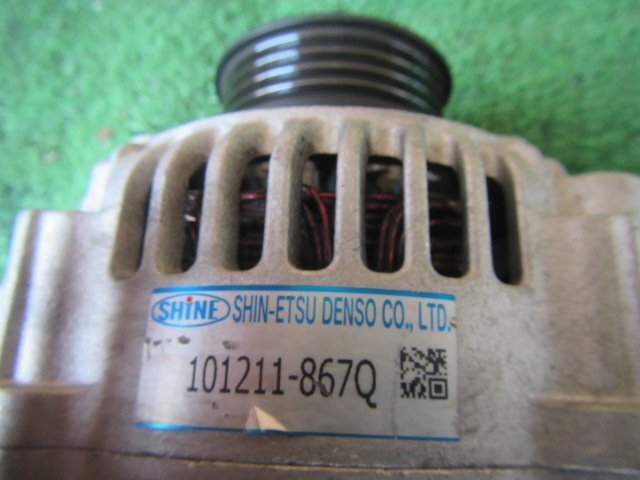 SHINE SHIN-ETSU DENSO CO., LTD.
101211-867Q